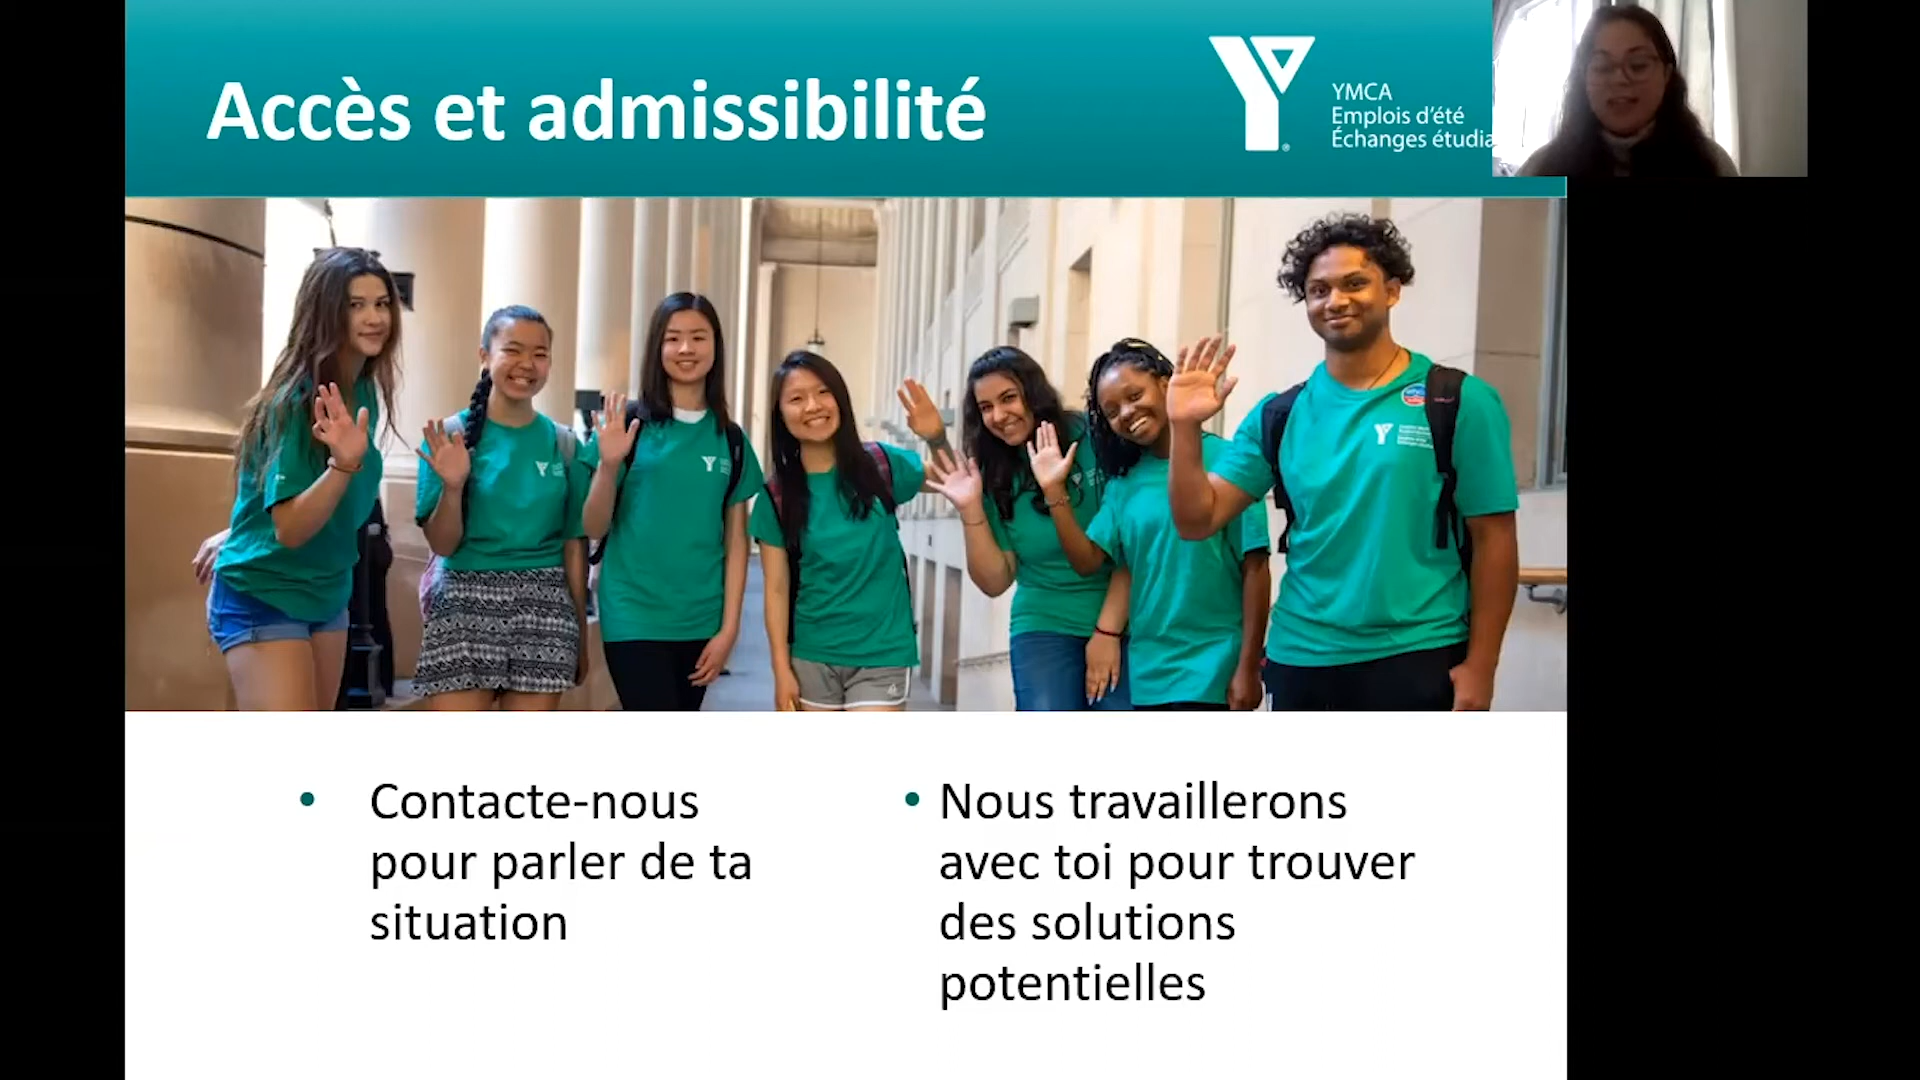 Accès et admissibilité
YMCA
Emplois d'été
Échanges étudia
• Contacte-nous
pour parler de ta
situation
• Nous travaillerons
avec toi pour trouver
des solutions
potentielles